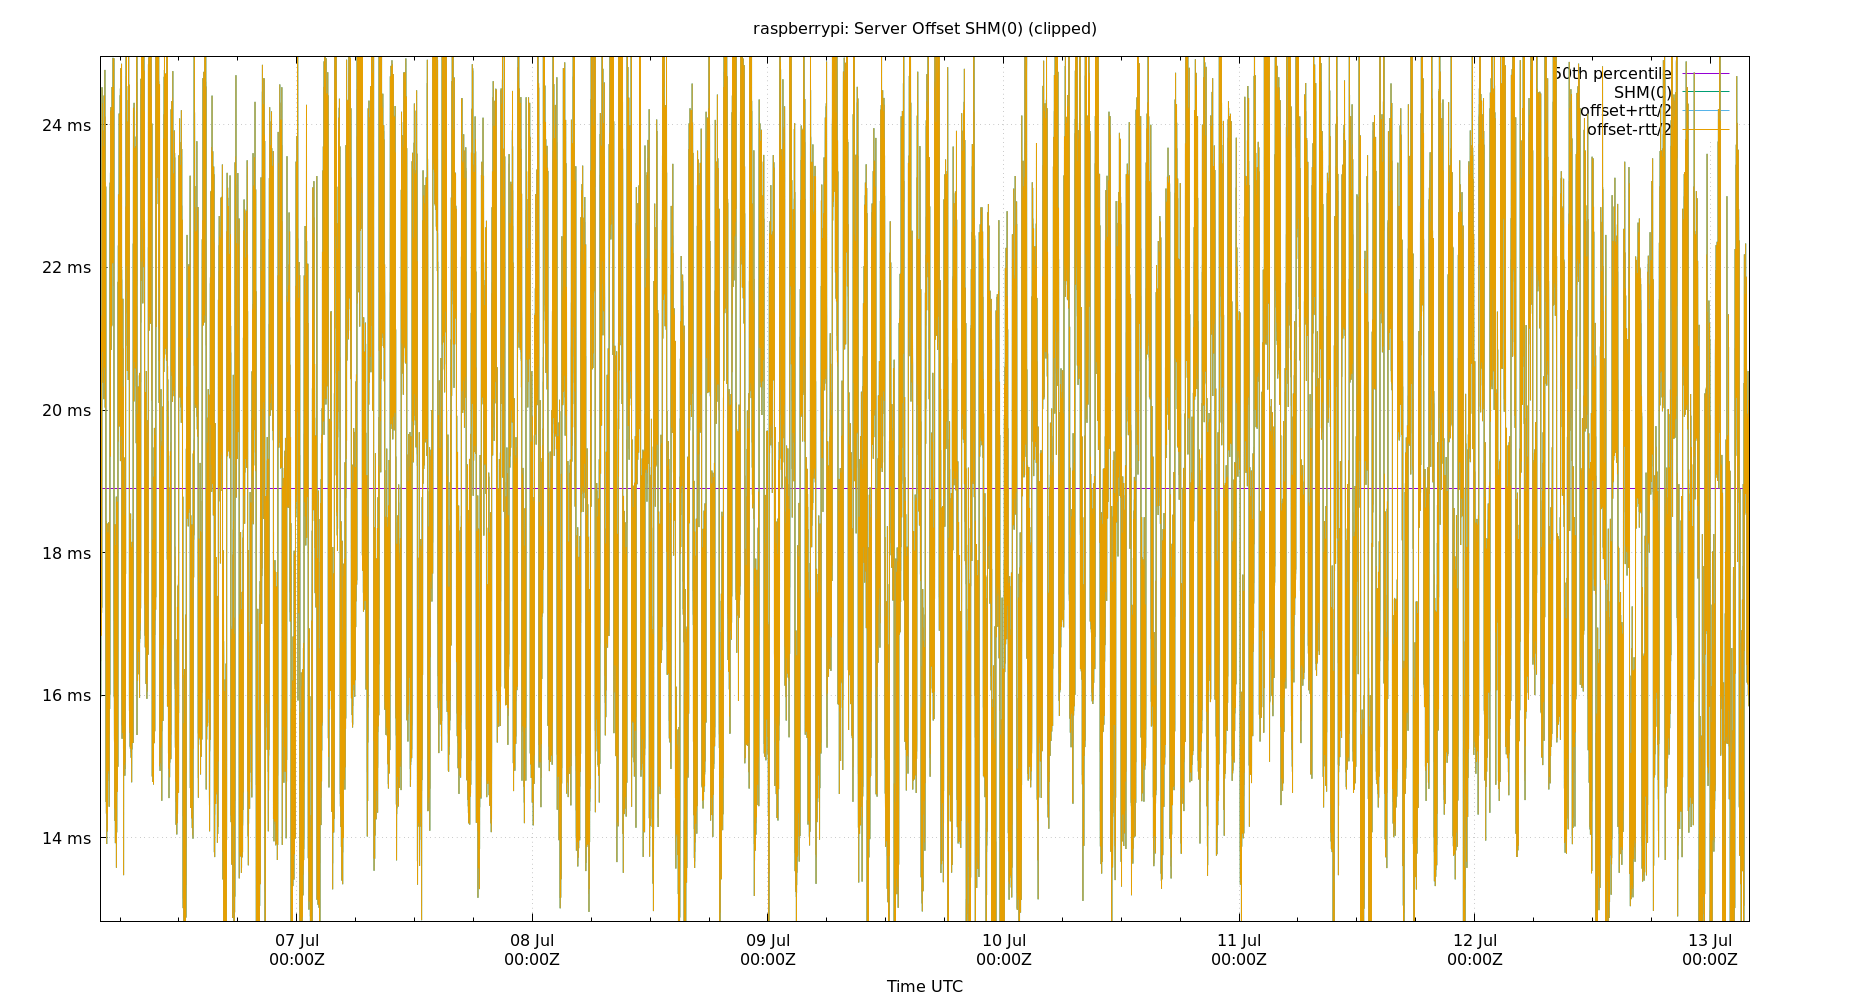 raspberrypi: Server Offset SHM(0) (clipped)
50th percentile
SHM(0)
offset+rtt/2
offset-rtt/2
24 ms
22 ms
20 ms
18 ms
16 ms
14 ms
07 Jul 08 Jul 09 Jul 10 Jul 11 Jul 12 Jul 13 Jul
00:00Z 00:00Z 00:00Z 00:00Z 00:00Z 00:00Z 00:00Z
Time UTC